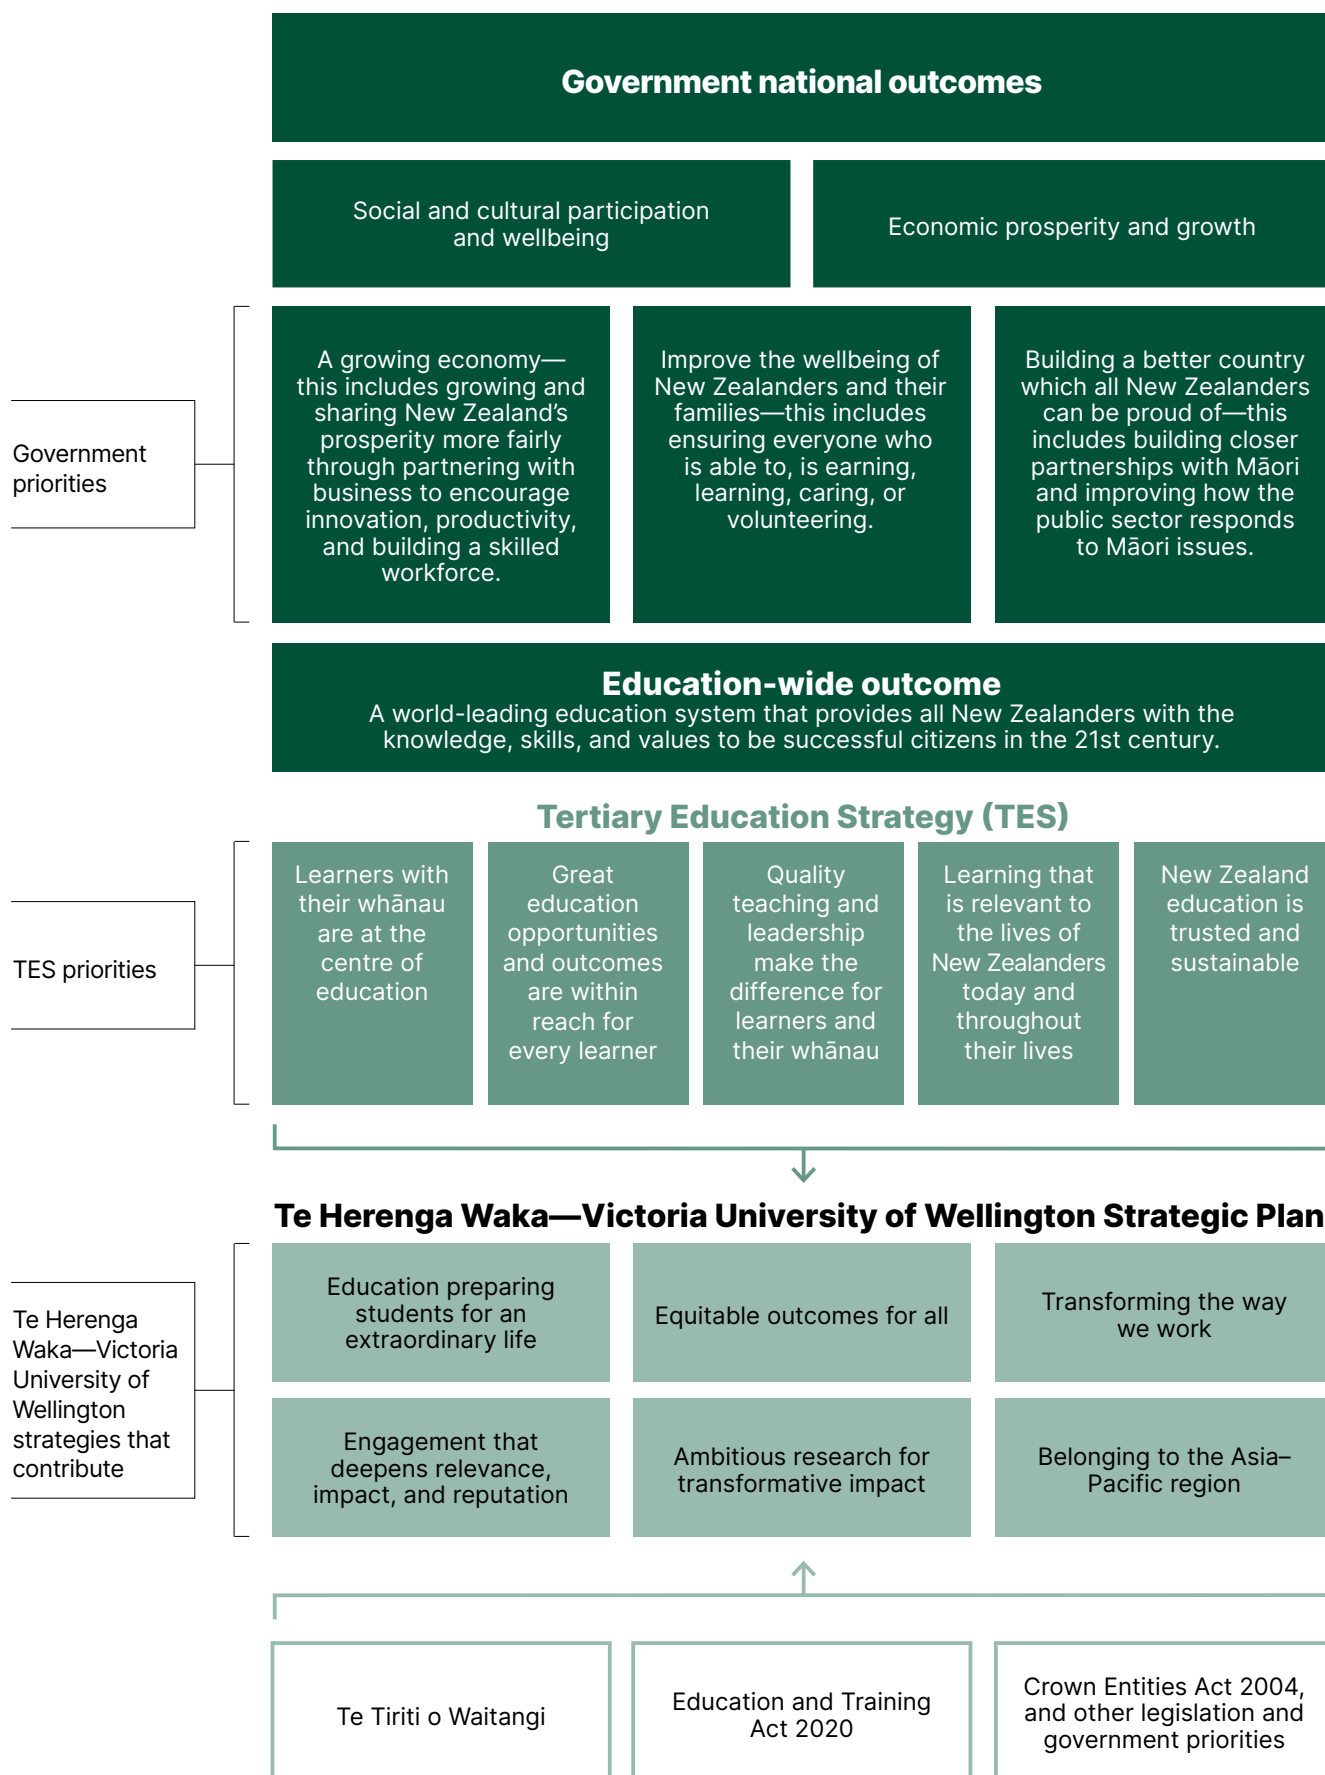 Government national outcomes
Social and cultural participation
and wellbeing
Economic prosperity and growth
Government
priorities
A growing economy—
this includes growing and
sharing New Zealand’s
prosperity more fairly
through partnering with
business to encourage
innovation, productivity,
and building a skilled
workforce.
Improve the wellbeing of
New Zealanders and their
families—this includes
ensuring everyone who
is able to, is earning,
learning, caring, or
volunteering.
Building a better country
which all New Zealanders
can be proud of—this
includes building closer
partnerships with Māori
and improving how the
public sector responds
to Māori issues.
Education-wide outcome
A world-leading education system that provides all New Zealanders with the
knowledge, skills, and values to be successful citizens in the 21st century.
Tertiary Education Strategy (TES)
TES priorities
Learners with
their whānau
are at the
centre of
education
Great
education
opportunities
and outcomes
are within
reach for
every learner
Quality
teaching and
leadership
make the
difference for
learners and
their whānau
Learning that
is relevant to
the lives of
New Zealanders
today and
throughout
their lives
New Zealand
education is
trusted and
sustainable
Te Herenga Waka—Victoria University of Wellington Strategic Plan
Te Herenga
Waka—Victoria
University of
Wellington
strategies that
contribute
Education preparing
students for an
extraordinary life
Equitable outcomes for all
Transforming the way
we work
Engagement that
deepens relevance,
impact, and reputation
Ambitious research for
transformative impact
Belonging to the Asia–
Pacific region
Te Tiriti o Waitangi
Education and Training
Act 2020
Crown Entities Act 2004,
and other legislation and
government priorities